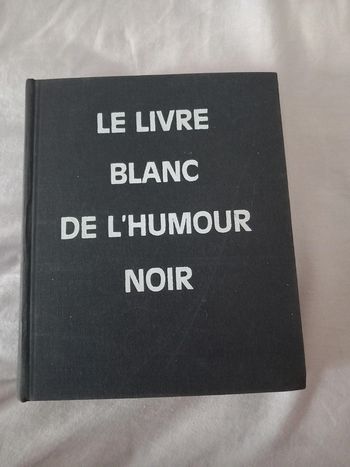 LE LIVRE
BLANC
DE L'HUMOUR
NOIR